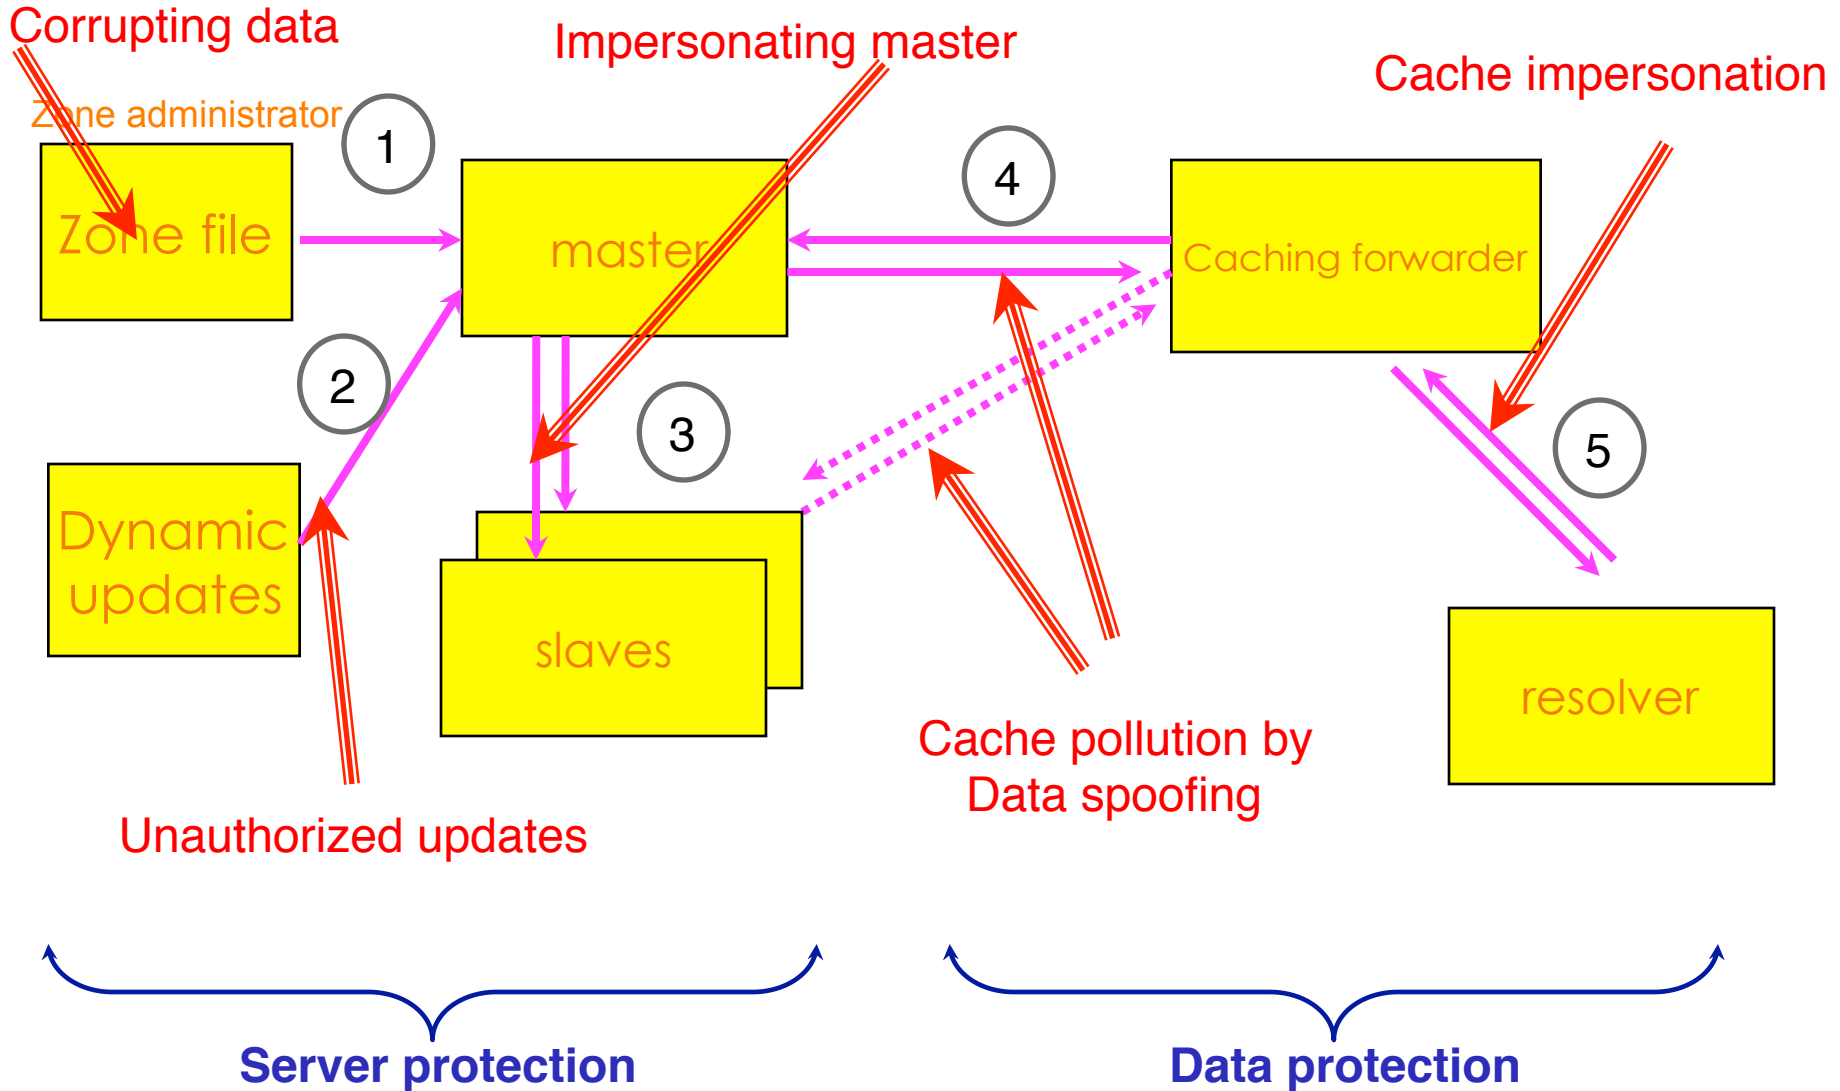 Corrupting data
Impersonating master
Cache impersonation
Zone administrator
1
4
Zone file
master
Caching forwarder
2
3
5
Dynamic
updates
slaves
resolver
Cache pollution by
Data spoofing
Unauthorized updates
Server protection
Data protection